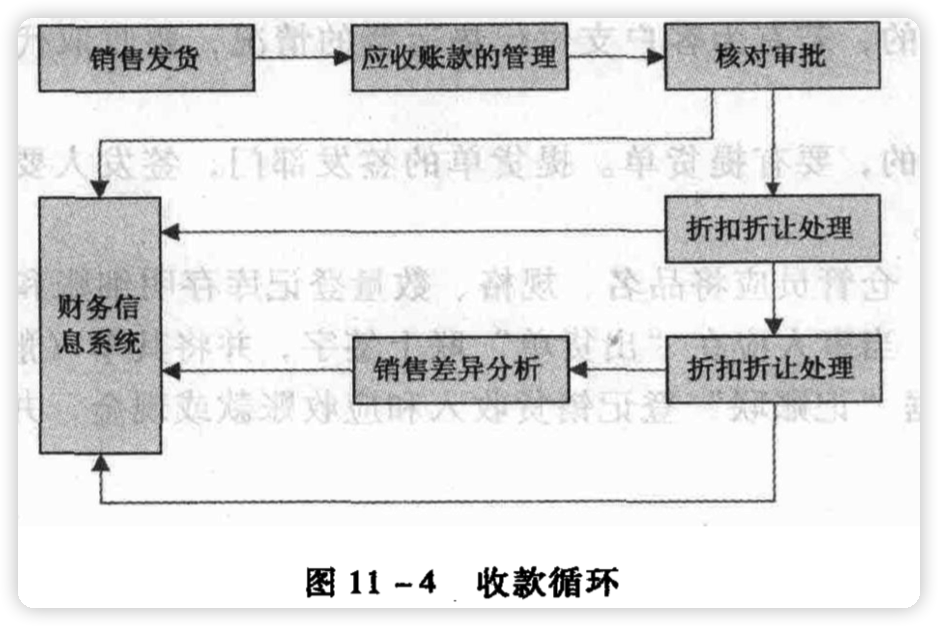 销售发货
应收账款的管理
核对审批
折扣折让处理
财务信
息系统
销售差异分析
折扣折让处理
图 11-4 收款循环